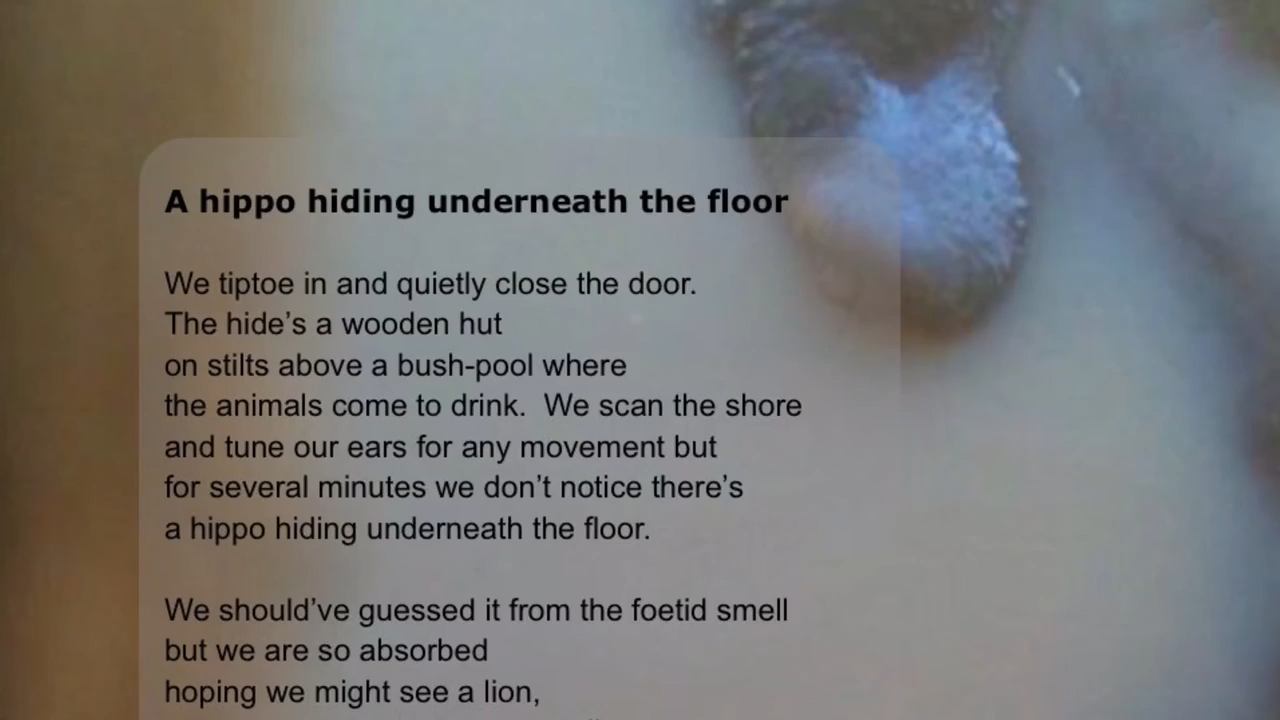 A hippo hiding underneath the floor
We tiptoe in and quietly close the door.
The hide’s a wooden hut
on stilts above a bush-pool where
the animals come to drink.  We scan the shore
and tune our ears for any movement but
for several minutes we don’t notice there’s
a hippo hiding underneath the floor.
We should’ve guessed it from the foetid smell
but we are so absorbed
hoping we might see a lion,